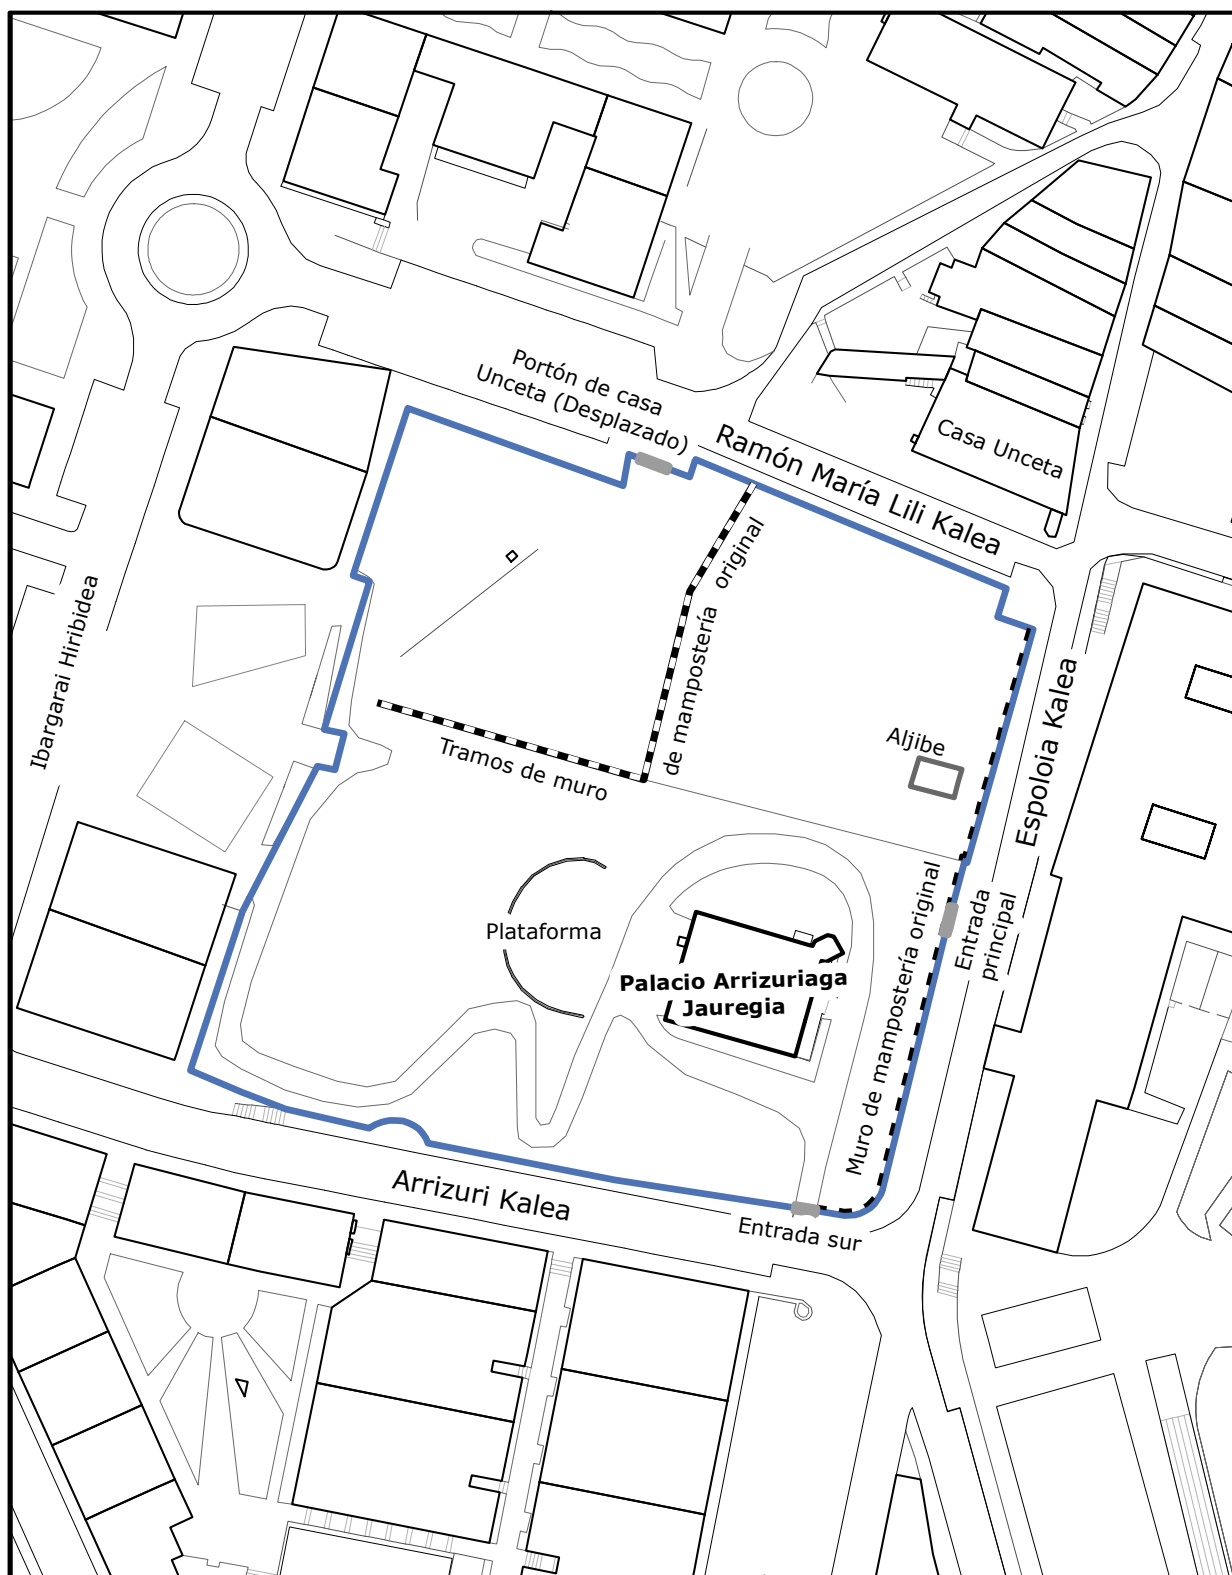 Portón de casa
Unceta (Desplazado)
Ramón María Lili Kalea
Casa Unceta
original
de mampostería
Tramos de muro
Ibargarai Hiribidea
Aljibe
Espoloia Kalea
Plataforma
Palacio Arrizuriaga
Jauregia
Muro de mampostería original
Entrada
principal
Arrizuri Kalea
Entrada sur